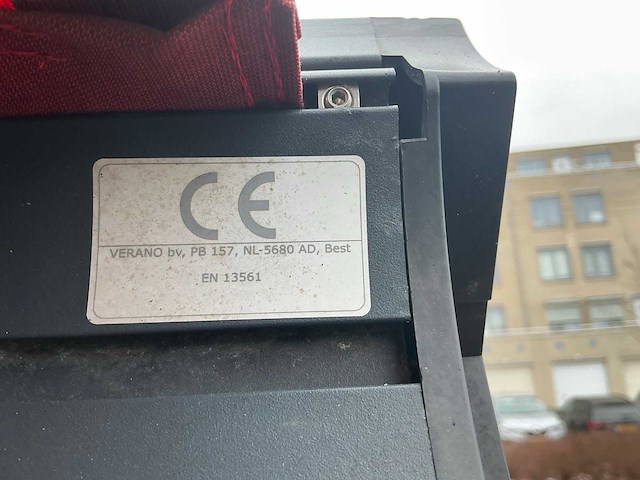 CE
VERANO bv, PB 157, NL-5680 AD, Best
EN 13561